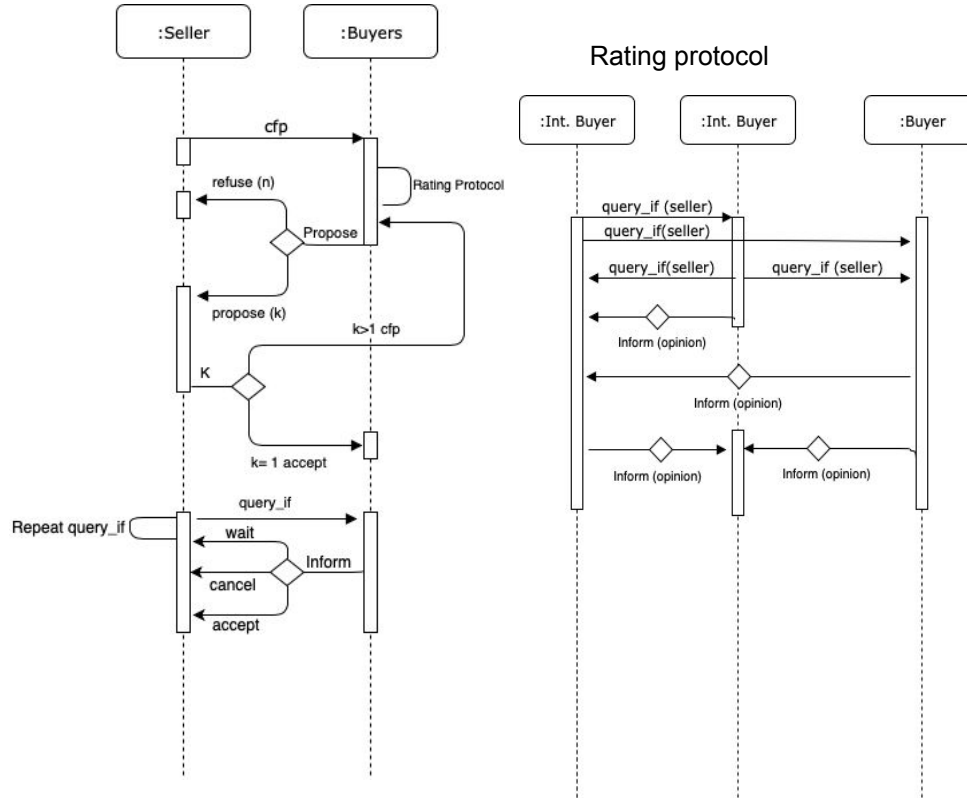 :Seller
:Buyers
cfp
Rating Protocol
refuse (n)
Propose
propose (k)
k>1 cfp
K
k= 1 accept
query_if
Repeat query_if
wait
Inform
cancel
accept
Rating protocol
:Int. Buyer
:Int. Buyer
:Buyer
query_if (seller)
query_if(seller)
query_if(seller)
query_if (seller)
Inform (opinion)
Inform (opinion)
Inform (opinion)
Inform (opinion)